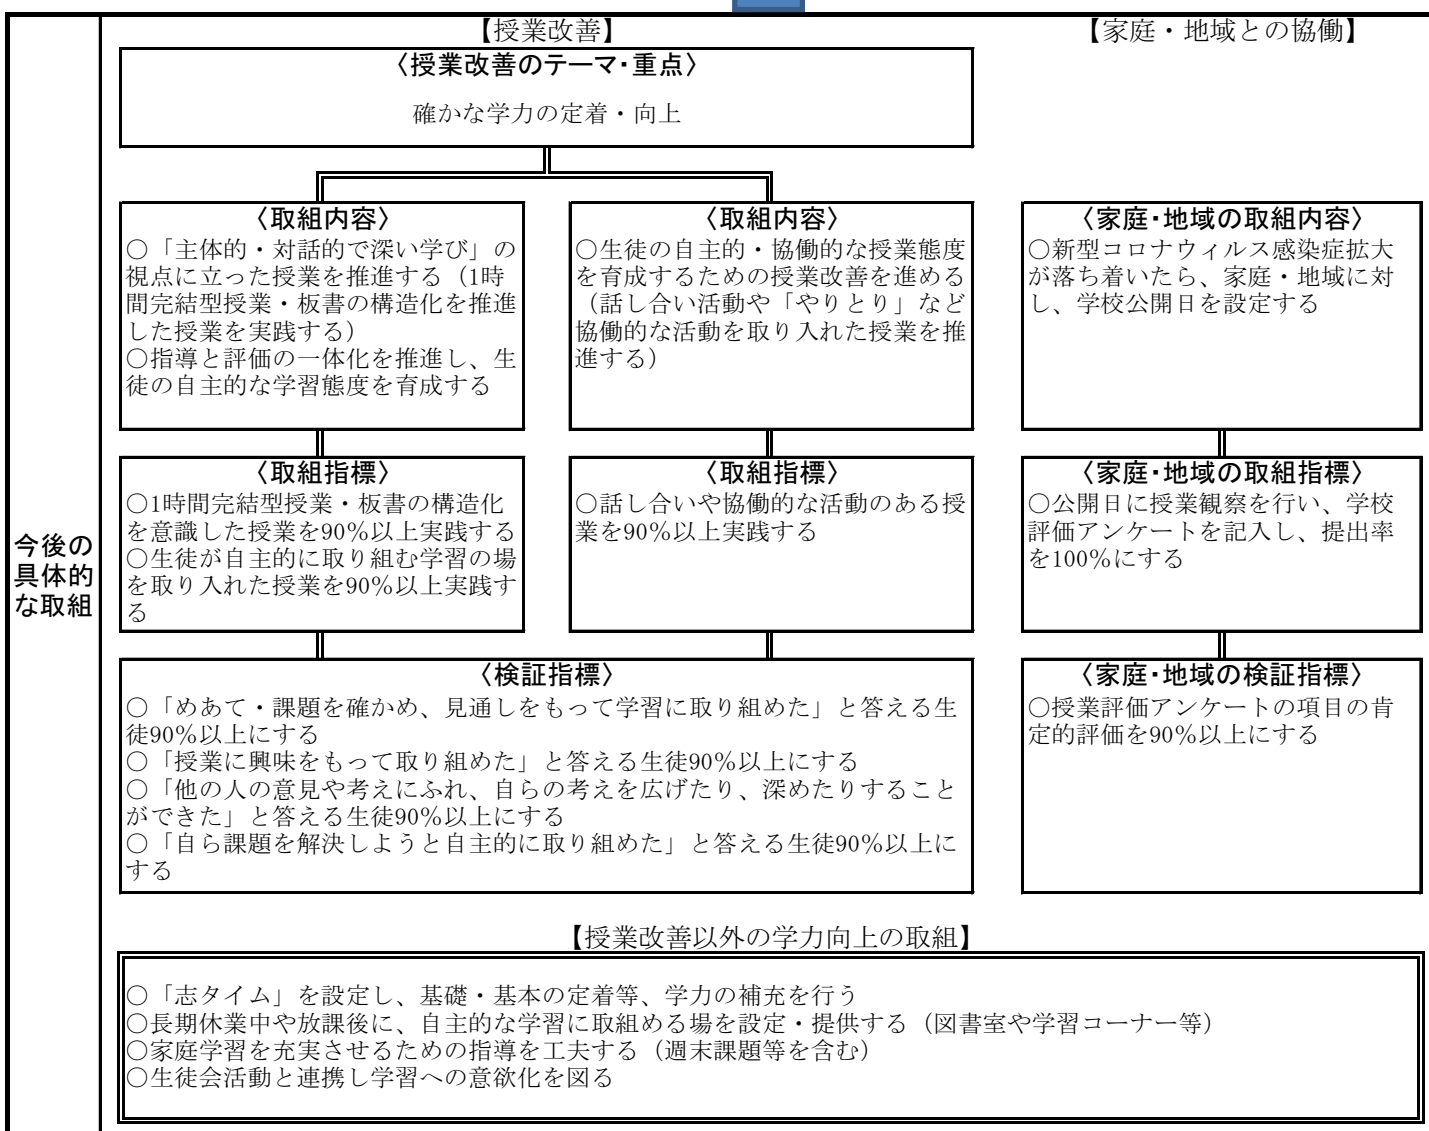 【授業改善】
【家庭・地域との協働】
〈授業改善のテーマ・重点〉
確かな学力の定着・向上
〈取組内容〉
○「主体的・対話的で深い学び」の
視点に立った授業を推進する（1時
間完結型授業・板書の構造化を推進
した授業を実践する）
○指導と評価の一体化を推進し、生
徒の自主的な学習態度を育成する
〈取組内容〉
○生徒の自主的・協働的な授業態度
を育成するための授業改善を進める
（話し合い活動や「やりとり」など
協働的な活動を取り入れた授業を推
進する）
〈家庭・地域の取組内容〉
○新型コロナウィルス感染症拡大
が落ち着いたら、家庭・地域に対
し、学校公開日を設定する
今後の
具体的
な取組
〈取組指標〉
○1時間完結型授業・板書の構造化
を意識した授業を90％以上実践する
○生徒が自主的に取り組む学習の場
を取り入れた授業を90％以上実践す
る
〈取組指標〉
○話し合いや協働的な活動のある授
業を90％以上実践する
〈家庭・地域の取組指標〉
○公開日に授業観察を行い、学校
評価アンケートを記入し、提出率
を100％にする
〈検証指標〉
○「めあて・課題を確かめ、見通しをもって学習に取り組めた」と答える生
徒90％以上にする
○「授業に興味をもって取り組めた」と答える生徒90％以上にする
○「他の人の意見や考えにふれ、自らの考えを広げたり、深めたりすること
ができた」と答える生徒90％以上にする
○「自ら課題を解決しようと自主的に取り組めた」と答える生徒90％以上に
する
〈家庭・地域の検証指標〉
○授業評価アンケートの項目の肯
定的評価を90％以上にする
【授業改善以外の学力向上の取組】
○「志タイム」を設定し、基礎・基本の定着等、学力の補充を行う
○長期休業中や放課後に、自主的な学習に取組める場を設定・提供する（図書室や学習コーナー等）
○家庭学習を充実させるための指導を工夫する（週末課題等を含む）
○生徒会活動と連携し学習への意欲化を図る